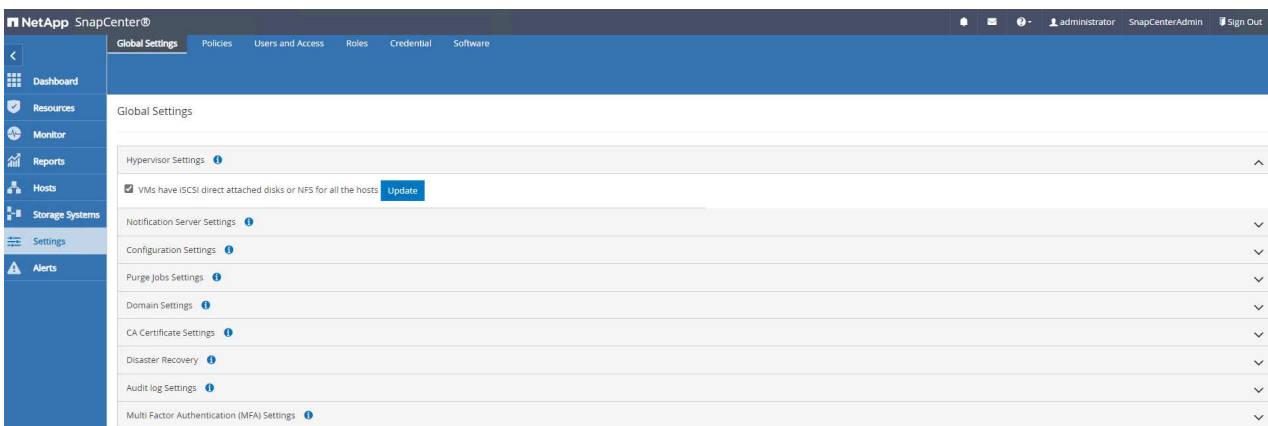 NetApp SnapCenter®
administrator SnapCenterAdmin Sign Out
Global Settings Policies Users and Access Roles Credential Software
Dashboard
Resources
Monitor
Reports
Hosts
Storage Systems
Settings
Alerts
Global Settings
Hypervisor Settings
VMs have iSCSI direct attached disks or NFS for all the hosts Update
Notification Server Settings
Configuration Settings
Purge Jobs Settings
Domain Settings
CA Certificate Settings
Disaster Recovery
Audit log Settings
Multi Factor Authentication (MFA) Settings